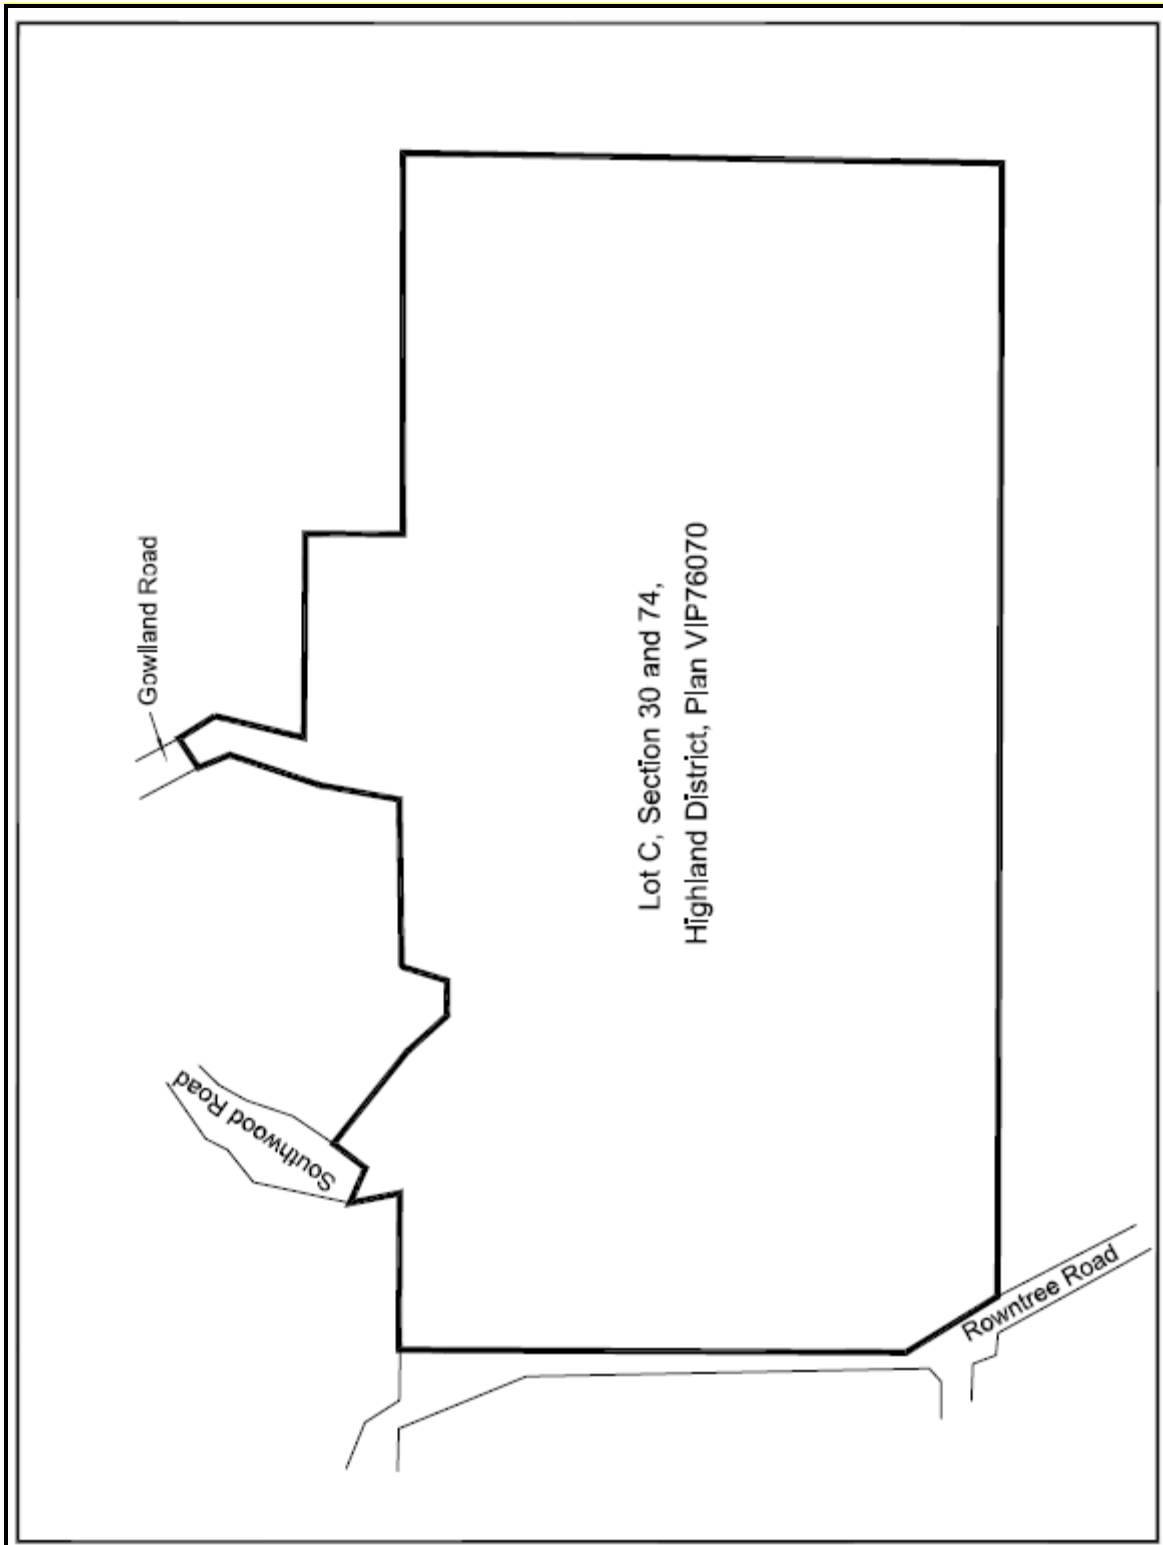 Gowlland Road
Lot C, Section 30 and 74,
Highland District, Plan VIP76070
Southwood Road
Rowntree Road